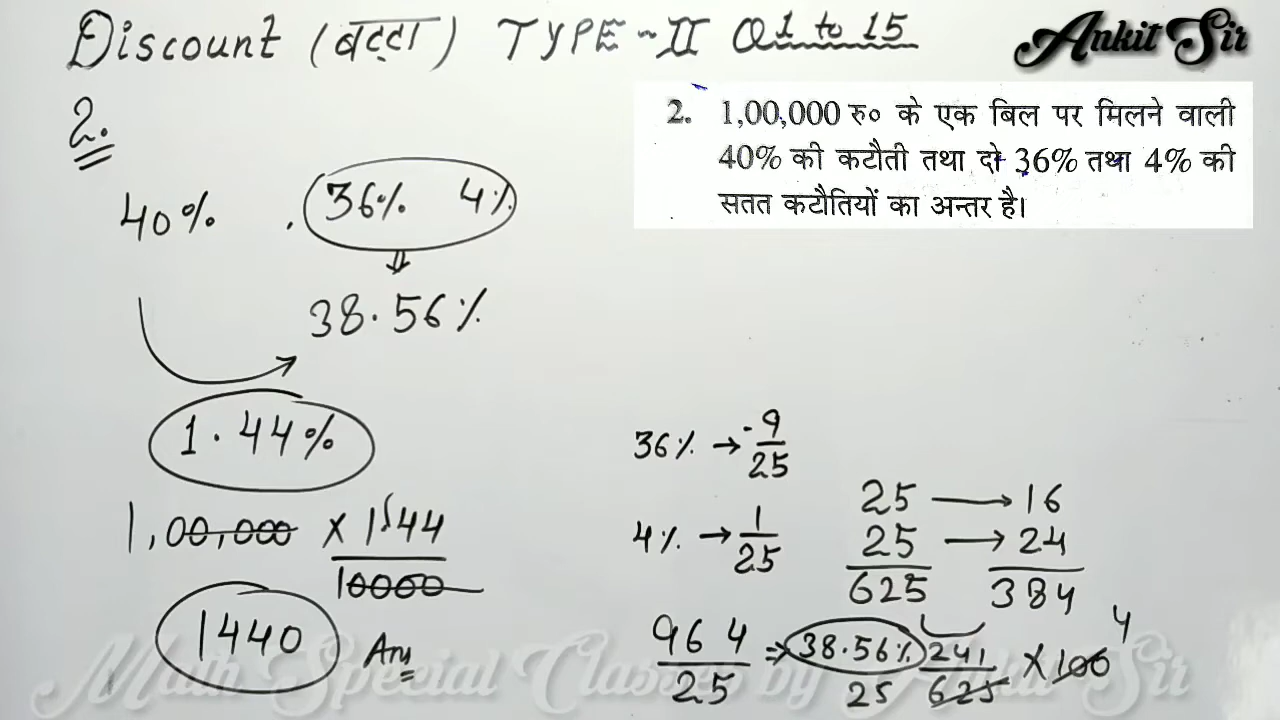 Discount (बट्टा) TYPE-II Q 1 to 15
Ankit Sir
2. 1,00,000 रु० के एक बिल पर मिलने वाली
40% की कटौती तथा दो 36% तथा 4% की
सतत कटौतियों का अन्तर है।
2.
40% . 36% 4%
⇓
38.56%
1.44%
1,00,000 × 144
10000
1440 Ans
36% → -9/25
4% → 1/25
25 → 16
25 → 24
625 384
964/25 ⇒ 38.56% 241/625 × 100 4
25
Math Special Classes by Ankit Sir